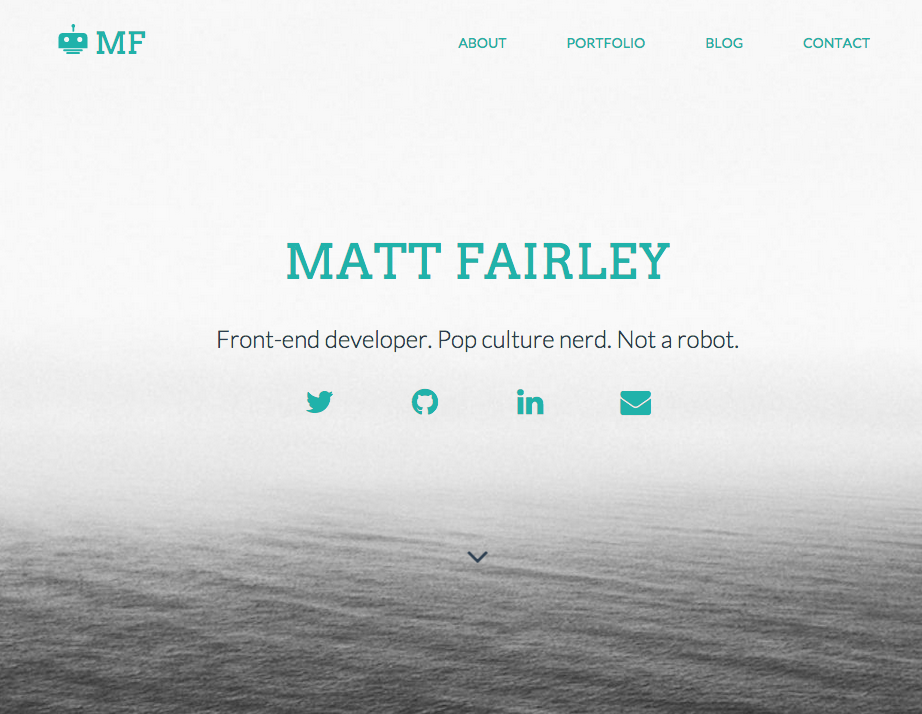 MF
ABOUT PORTFOLIO BLOG CONTACT
MATT FAIRLEY
Front-end developer. Pop culture nerd. Not a robot.
in